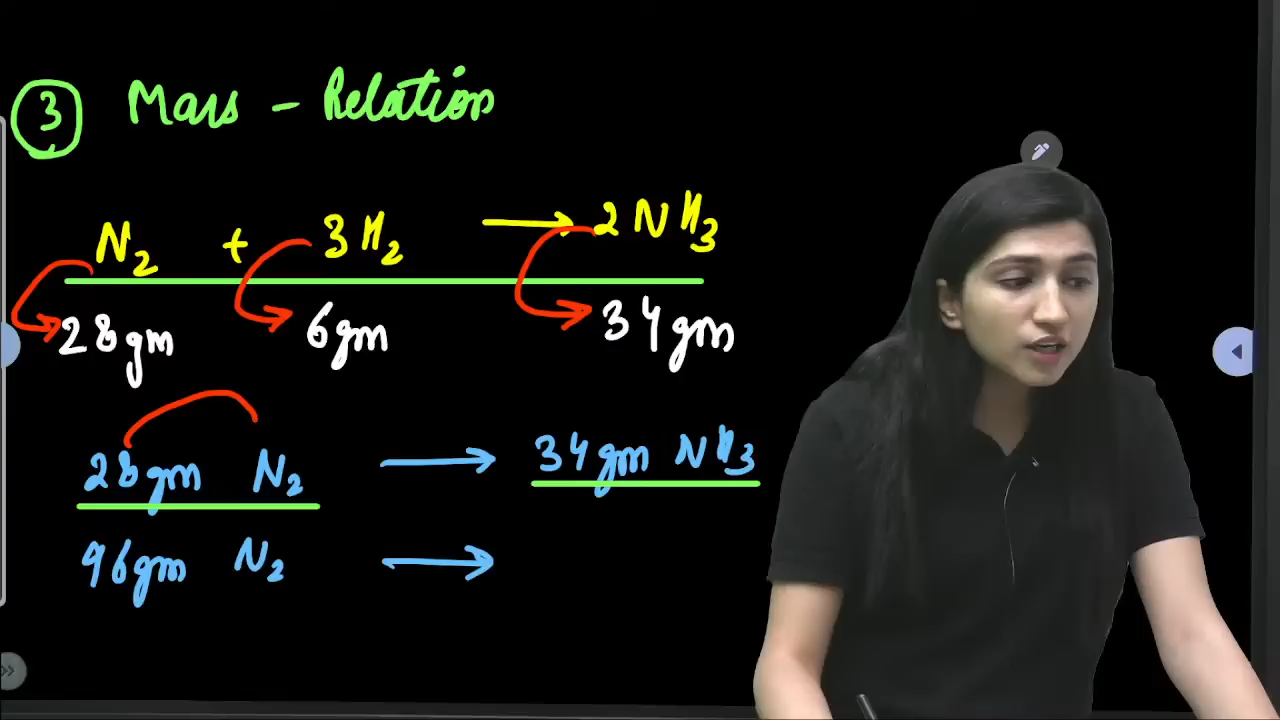 3 Mass - Relation
N2 + 3H2 → 2NH3
28gm 6gm 34gm
28gm N2 → 34gm NH3
96gm N2 →